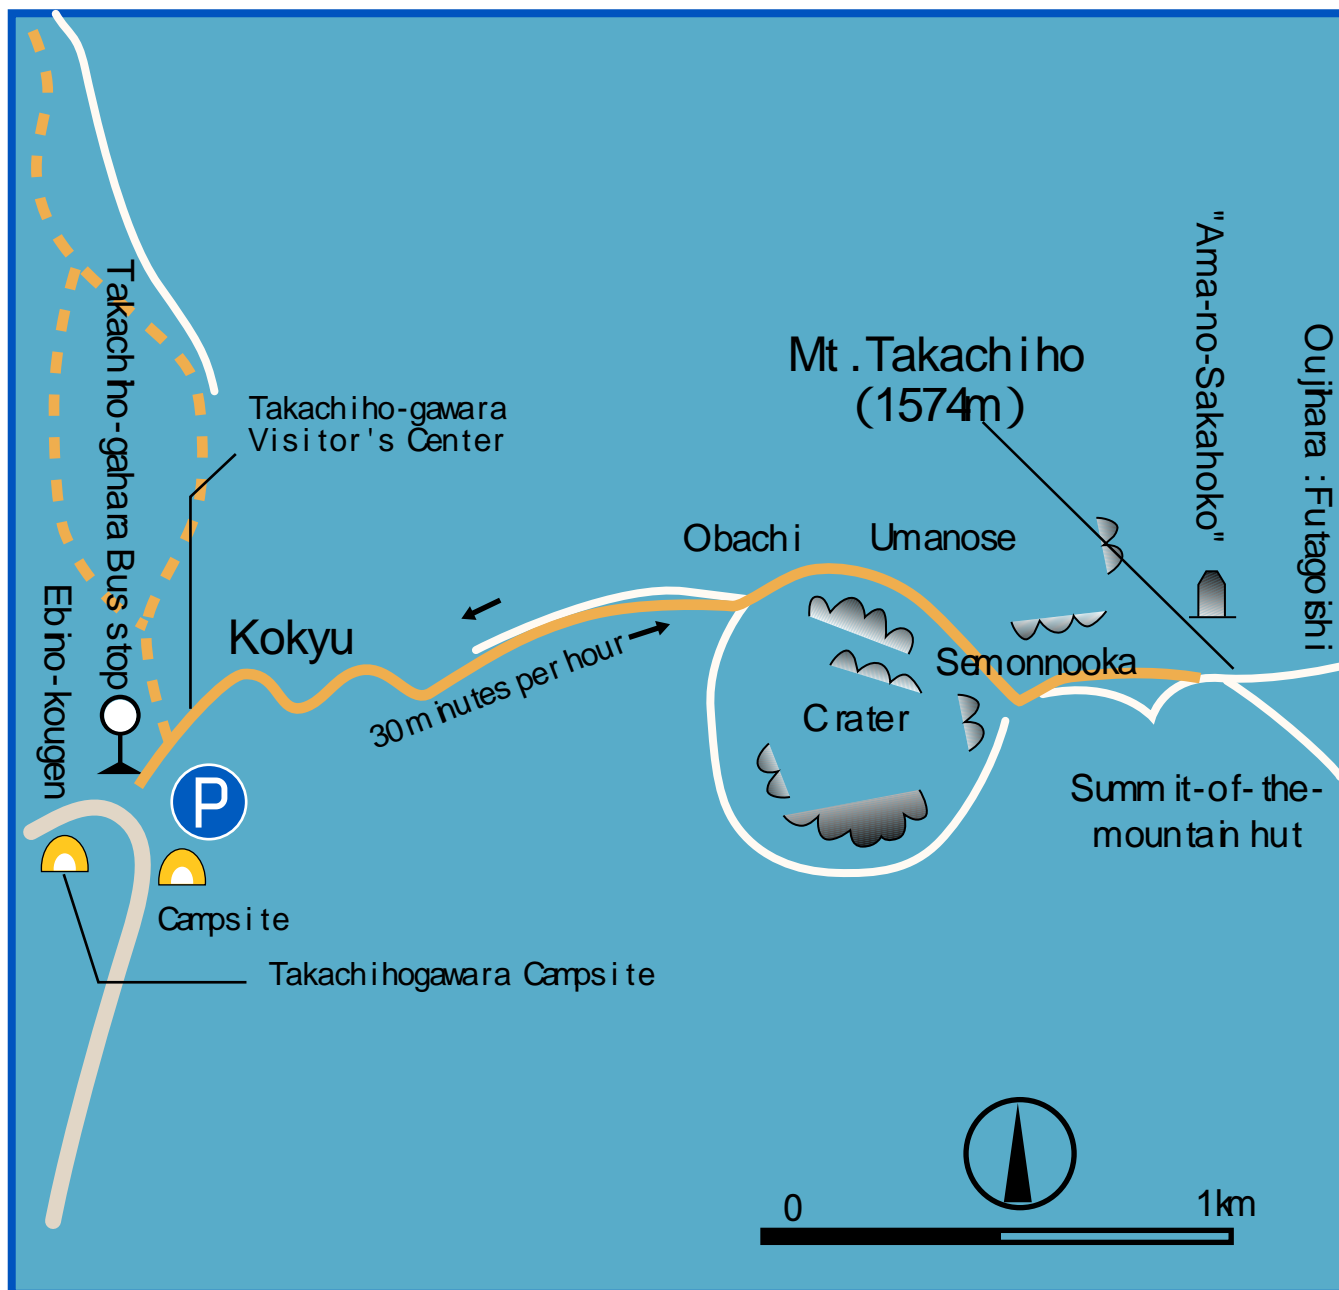 "Ama-no-Sakahoko"
Takachiho-gahara Bus stop
Oujhara :Futagoishi
Mt.Takachiho
(1574m)
Takachiho-gawara
Visitor's Center
Obachi
Umanose
Ebino-kougen
Kokyu
Semonnooka
30minutes per hour
Crater
P
Summit-of-the-
mountain hut
Campsite
Takachihogawara Campsite
0
1km